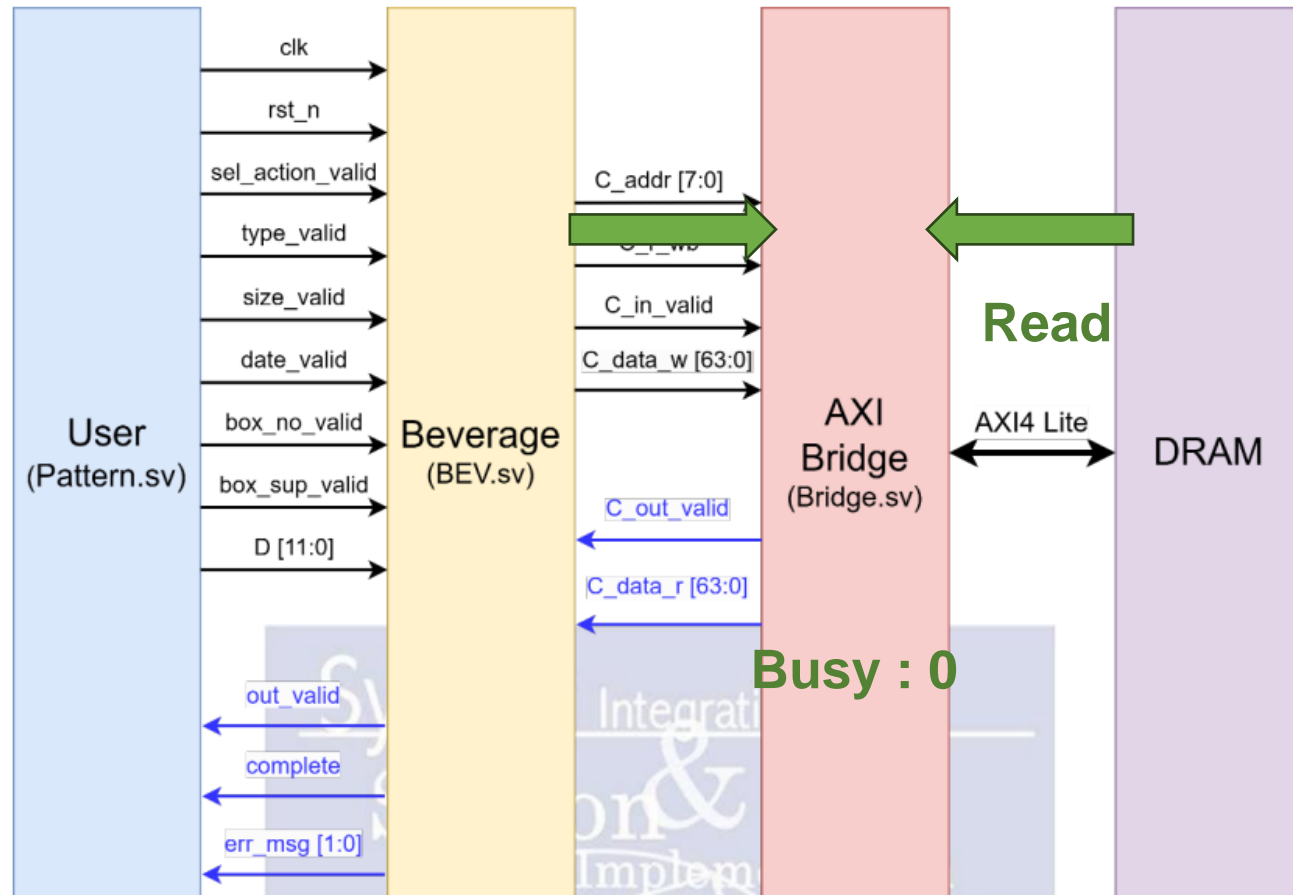 clk
rst_n
sel_action_valid
type_valid
size_valid
date_valid
box_no_valid
box_sup_valid
D [11:0]
out_valid
complete
err_msg [1:0]
User
(Pattern.sv)
Beverage
(BEV.sv)
C_addr [7:0]
C_in_valid
C_data_w [63:0]
C_out_valid
C_data_r [63:0]
Busy : 0
AXI
Bridge
(Bridge.sv)
Read
AXI4 Lite
DRAM
Integrati
&
Implem